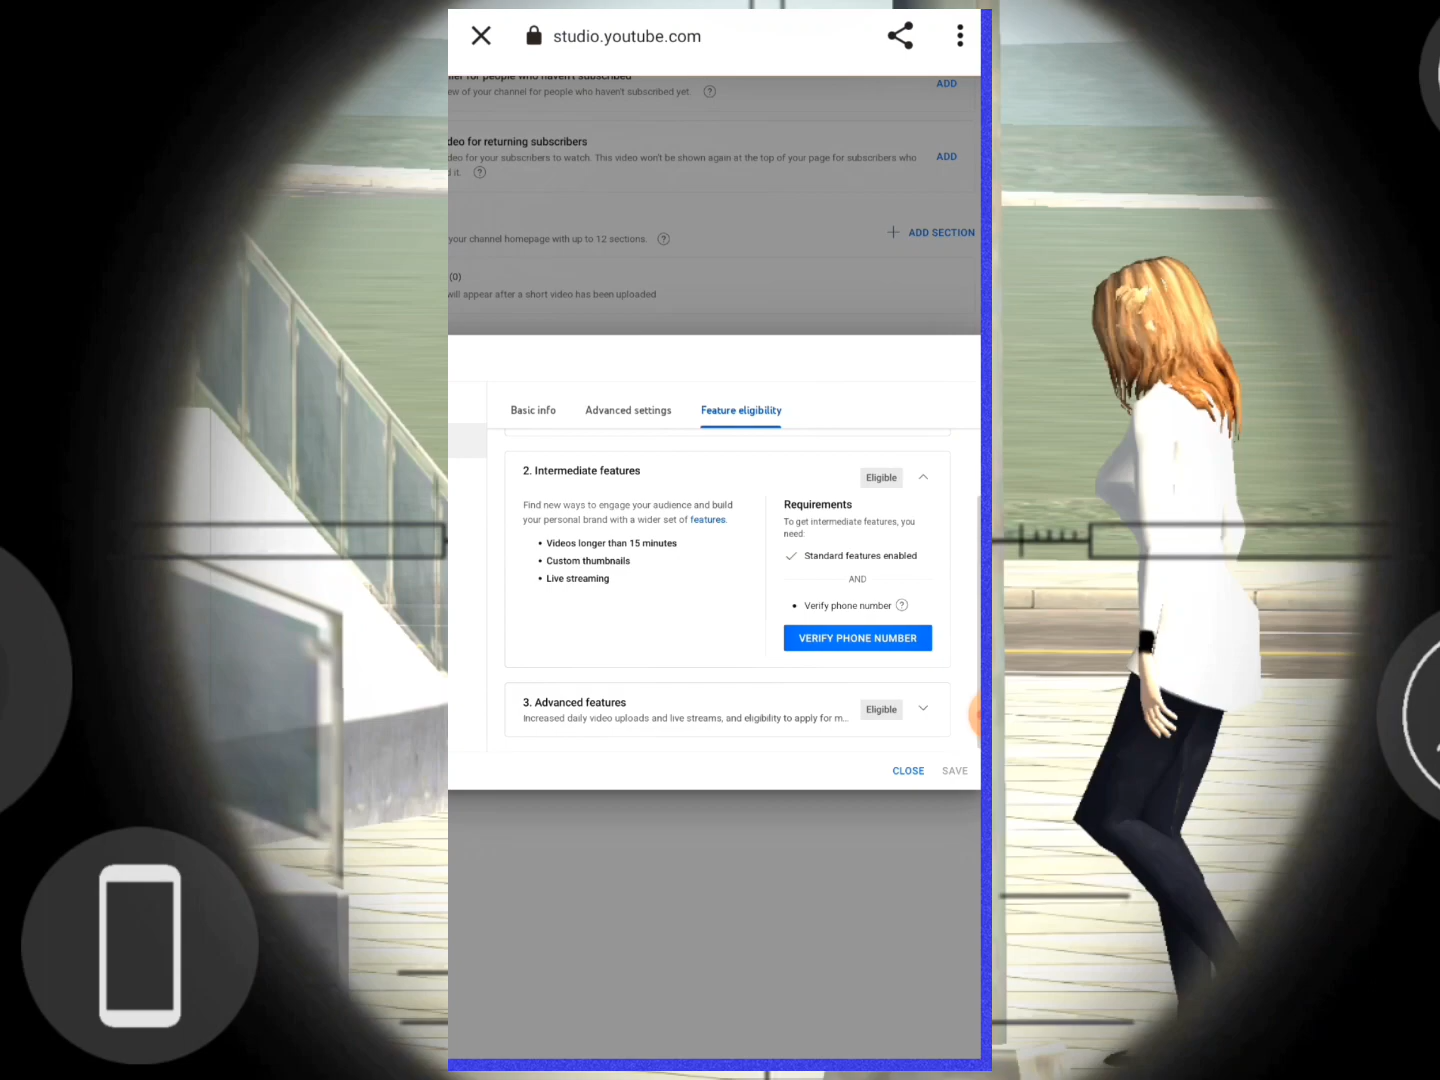 studio.youtube.com
for people who haven't subscribed
ew of your channel for people who haven't subscribed yet
ADD
deo for returning subscribers
deo for your subscribers to watch. This video won't be shown again at the top of your page for subscribers who
ADD
d it.
your channel homepage with up to 12 sections.
ADD SECTION
(0)
will appear after a short video has been uploaded
Basic info
Advanced settings
Feature eligibility
2. Intermediate features
Eligible
Find new ways to engage your audience and build
your personal brand with a wider set of features.
• Videos longer than 15 minutes
• Custom thumbnails
• Live streaming
Requirements
To get intermediate features, you
need:
Standard features enabled
AND
• Verify phone number
VERIFY PHONE NUMBER
3. Advanced features
Increased daily video uploads and live streams, and eligibility to apply for m...
Eligible
CLOSE
SAVE